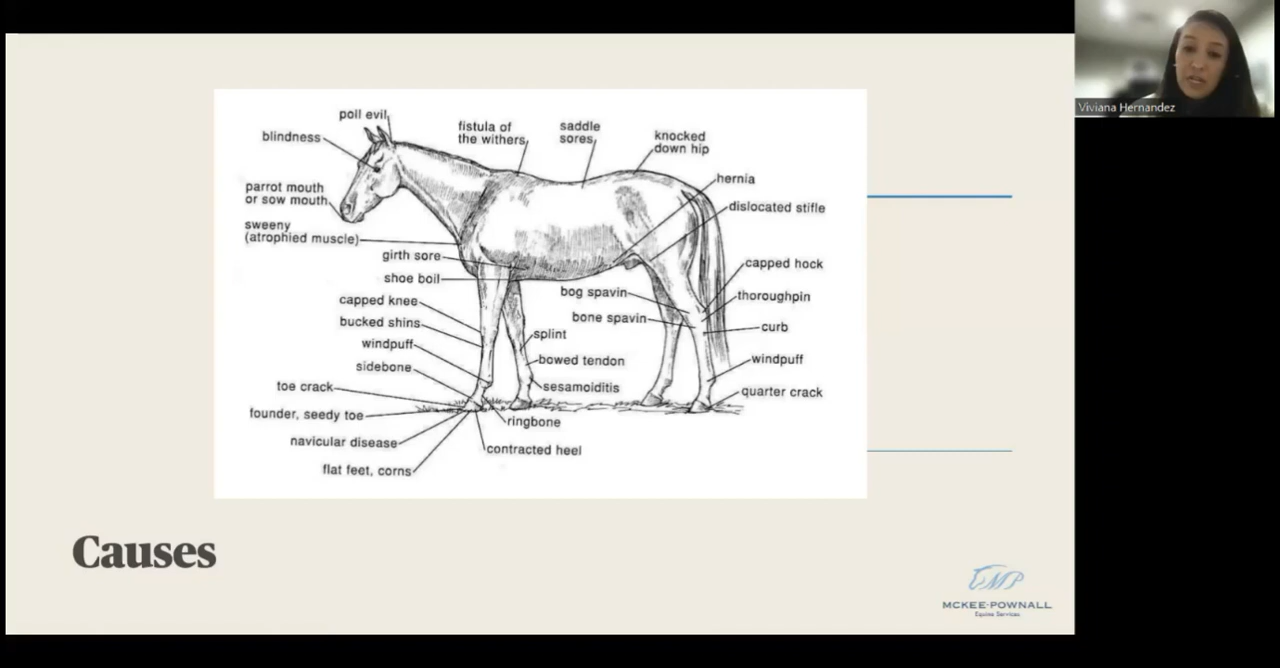 poll evil
blindness
fistula of
the withers
saddle
sores
knocked
down hip
parrot mouth
or sow mouth
hernia
dislocated stifle
sweeny
(atrophied muscle)
girth sore
shoe boil
capped hock
bog spavin
thoroughpin
capped knee
bone spavin
bucked shins
curb
splint
windpuff
bowed tendon
windpuff
sidebone
sesamoiditis
toe crack
quarter crack
founder, seedy toe
ringbone
navicular disease
contracted heel
flat feet, corns
Causes
MP
MCKEE-POWNALL
Equine Services
Viviana Hernandez